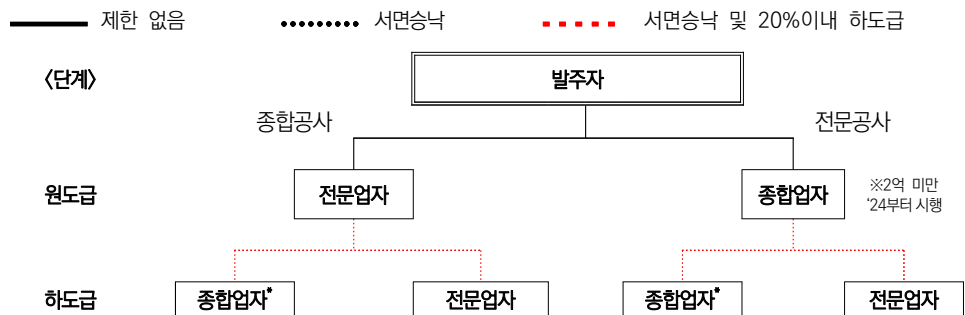 제한 없음 서면승낙 서면승낙 및 20%이내 하도급
〈단계〉 발주자
종합공사 전문공사
원도급 전문업자 종합업자 ※2억 미만
'24부터 시행
하도급 종합업자* 전문업자 종합업자* 전문업자